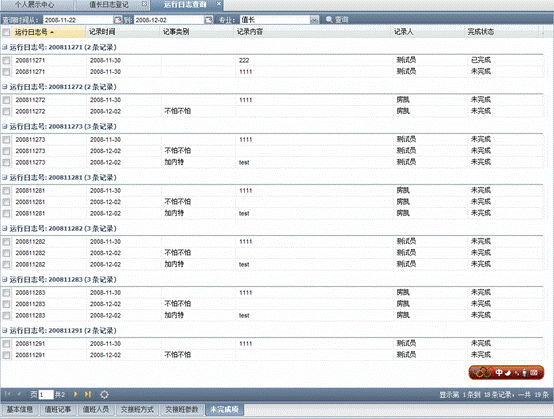 个人展示中心 值长日志登记 运行日志查询
查询时间从: 2008-11-22 到: 2008-12-02 专业: 值长 查询
运行日志号 记录时间 记事类别 记录内容 记录人 完成状态
运行日志号: 200811271 (2 条记录)
200811271 2008-11-30 222 测试员 已完成
200811271 2008-11-30 1111 测试员 未完成
运行日志号: 200811272 (2 条记录)
200811272 2008-11-30 1111 房凯 未完成
200811272 2008-12-02 不怕不怕 房凯 未完成
运行日志号: 200811273 (3 条记录)
200811273 2008-11-30 1111 测试员 未完成
200811273 2008-12-02 不怕不怕 测试员 未完成
200811273 2008-12-02 加内特 test 测试员 未完成
运行日志号: 200811281 (3 条记录)
200811281 2008-11-30 1111 房凯 未完成
200811281 2008-12-02 不怕不怕 房凯 未完成
200811281 2008-12-02 加内特 test 房凯 未完成
运行日志号: 200811282 (3 条记录)
200811282 2008-11-30 1111 测试员 未完成
200811282 2008-12-02 不怕不怕 测试员 未完成
200811282 2008-12-02 加内特 test 测试员 未完成
运行日志号: 200811283 (3 条记录)
200811283 2008-11-30 1111 房凯 未完成
200811283 2008-12-02 不怕不怕 房凯 未完成
200811283 2008-12-02 加内特 test 房凯 未完成
运行日志号: 200811291 (2 条记录)
200811291 2008-11-30 1111 测试员 未完成
200811291 2008-12-02 不怕不怕 测试员 未完成
中
页 1 共2 显示第 1条到 18 条记录，一共 19 条
基本信息 值班记事 值班人员 交接班方式 交接班参数 未完成项